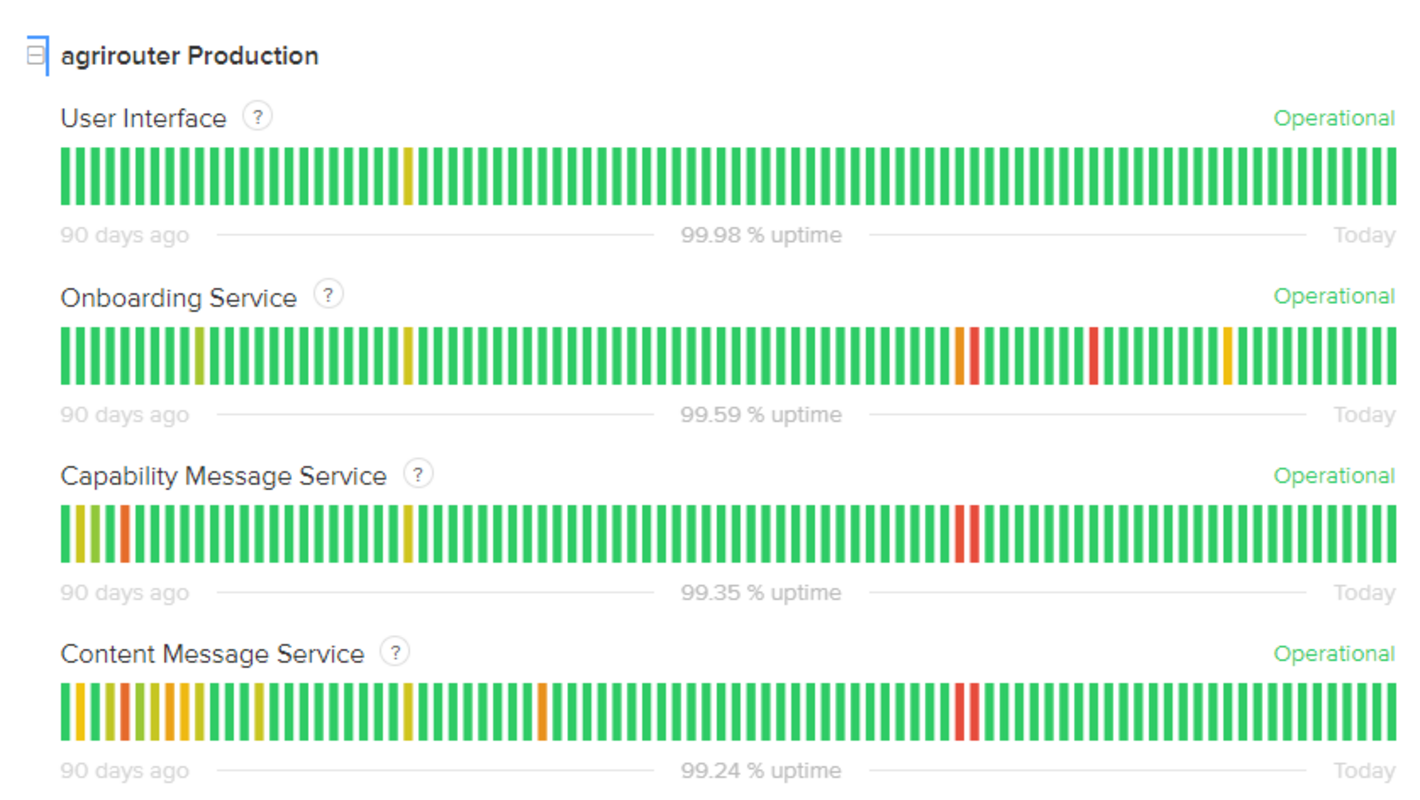 agrirouter Production
User Interface ? Operational
90 days ago 99.98 % uptime Today
Onboarding Service ? Operational
90 days ago 99.59 % uptime Today
Capability Message Service ? Operational
90 days ago 99.35 % uptime Today
Content Message Service ? Operational
90 days ago 99.24 % uptime Today